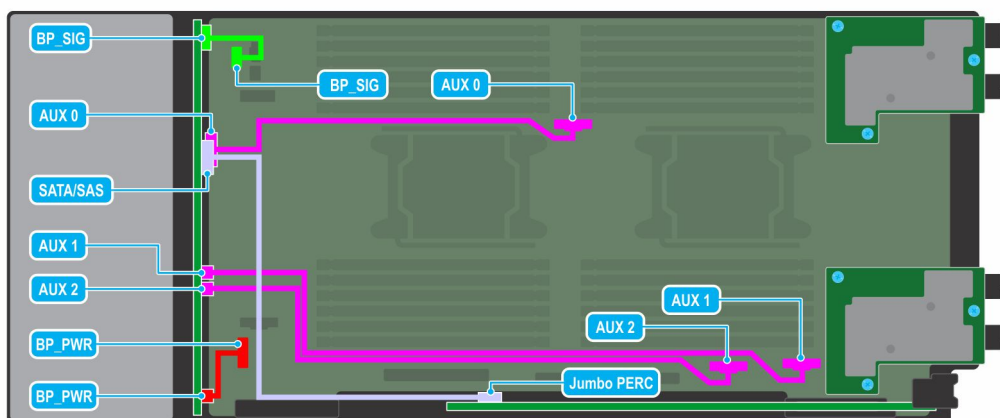 BP_SIG
BP_SIG
AUX 0
AUX 0
SATA/SAS
AUX 1
AUX 2
AUX 1
AUX 2
BP_PWR
BP_PWR
Jumbo PERC